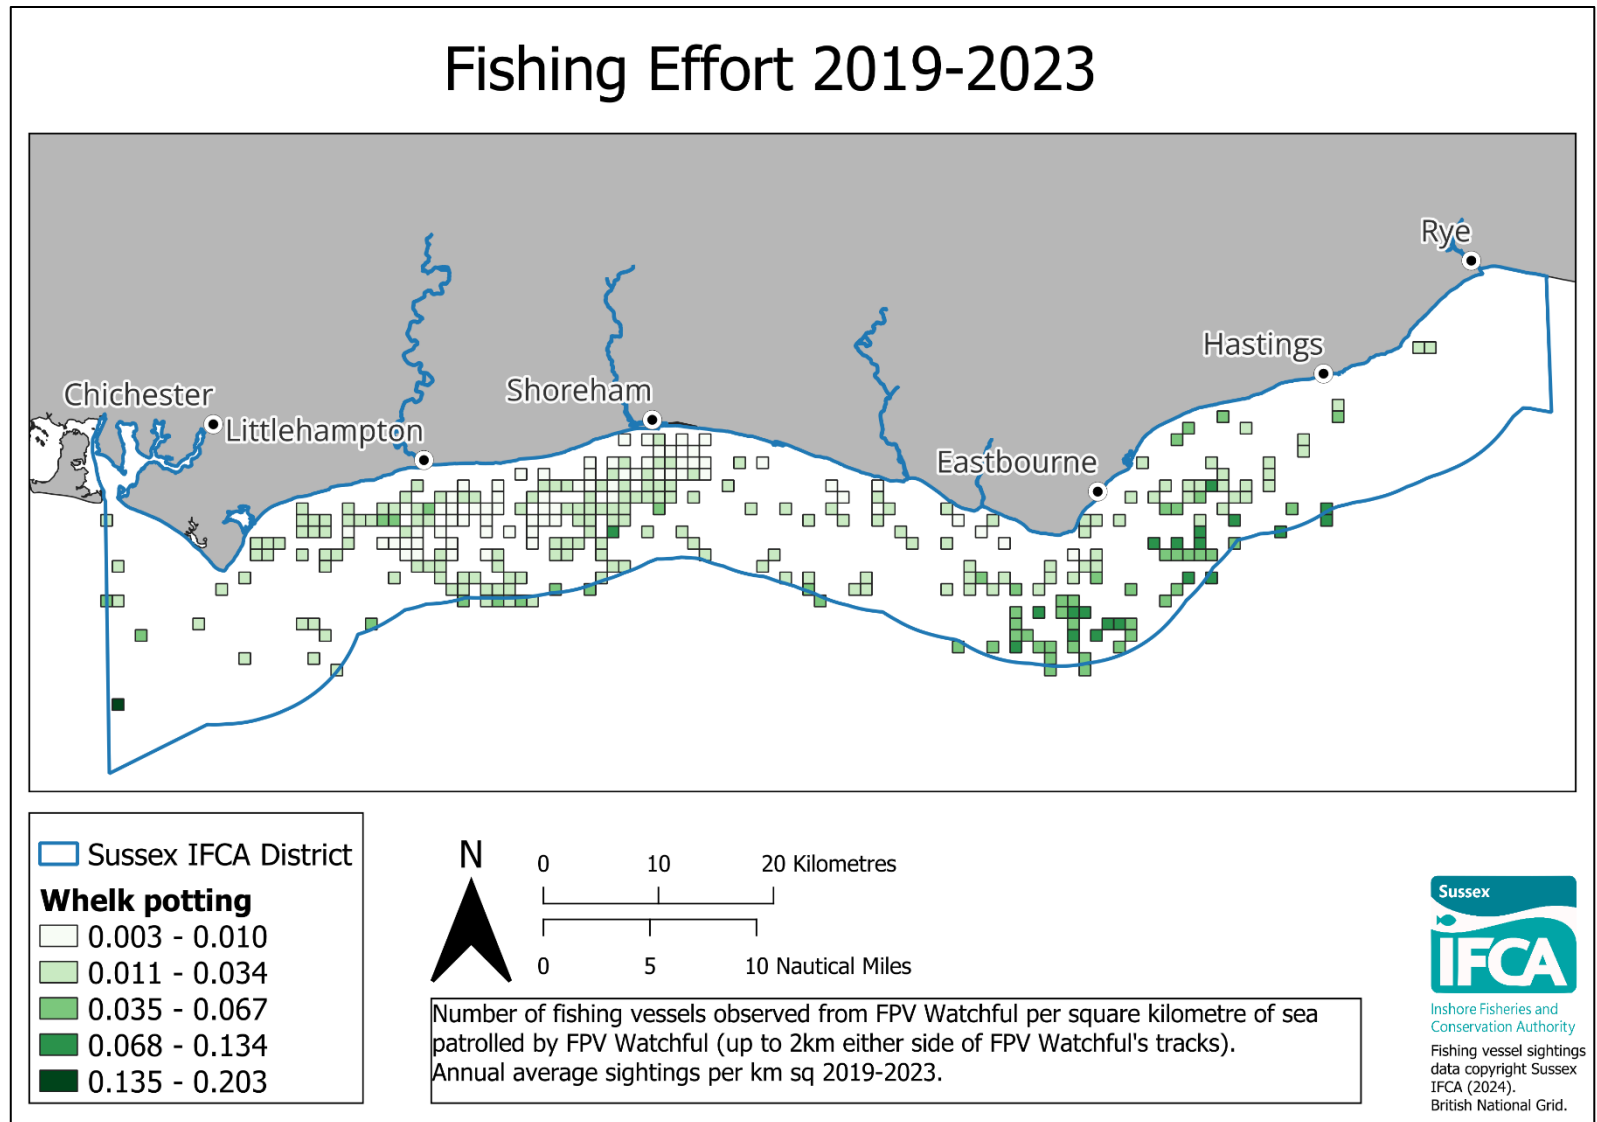 Fishing Effort 2019-2023
Rye
Hastings
Chichester
Shoreham
Littlehampton
Eastbourne
Sussex IFCA District
Whelk potting
0.003 - 0.010
0.011 - 0.034
0.035 - 0.067
0.068 - 0.134
0.135 - 0.203
N
0 10 20 Kilometres
0 5 10 Nautical Miles
Number of fishing vessels observed from FPV Watchful per square kilometre of sea
patrolled by FPV Watchful (up to 2km either side of FPV Watchful's tracks).
Annual average sightings per km sq 2019-2023.
Sussex
IFCA
Inshore Fisheries and
Conservation Authority
Fishing vessel sightings
data copyright Sussex
IFCA (2024).
British National Grid.